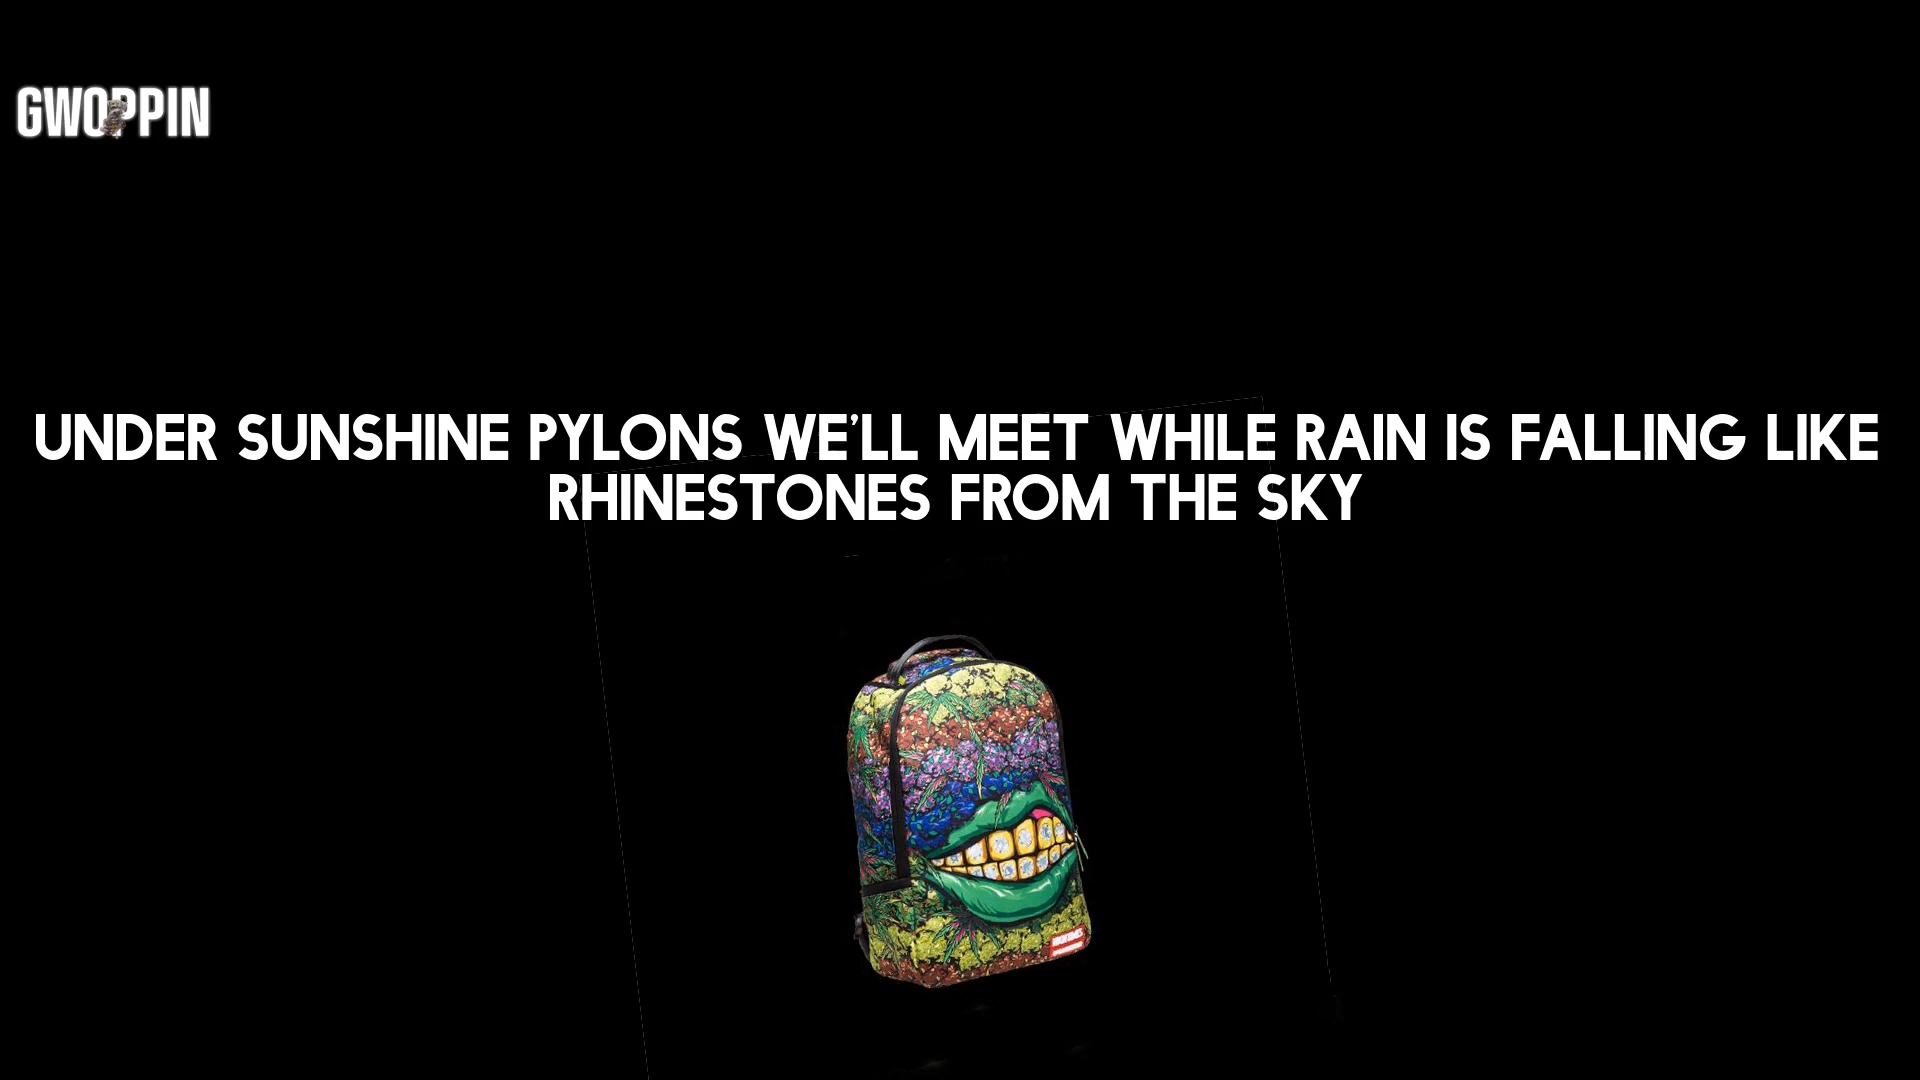 GWOPPIN
UNDER SUNSHINE PYLONS WE'LL MEET WHILE RAIN IS FALLING LIKE
RHINESTONES FROM THE SKY